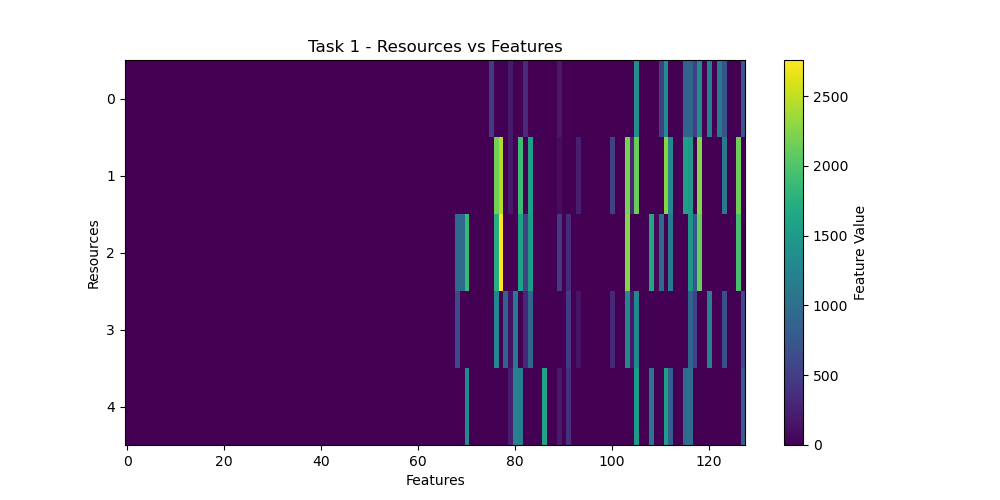 Task 1 - Resources vs Features
Resources
0
1
2
3
4
0 20 40 60 80 100 120
Features
2500
2000
1500
1000
500
0
Feature Value